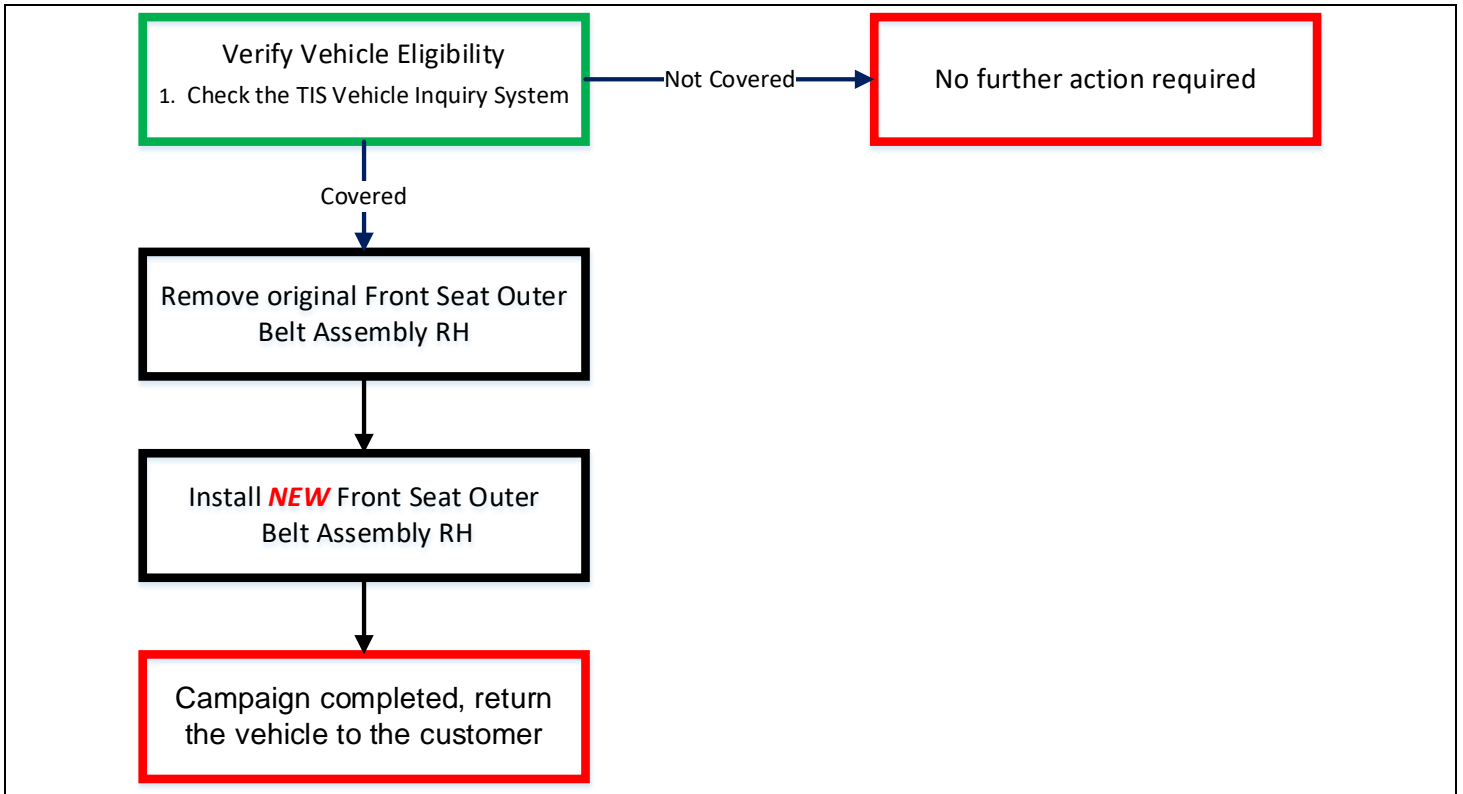 Verify Vehicle Eligibility
1. Check the TIS Vehicle Inquiry System
Not Covered
No further action required
Covered
Remove original Front Seat Outer
Belt Assembly RH
Install NEW Front Seat Outer
Belt Assembly RH
Campaign completed, return
the vehicle to the customer